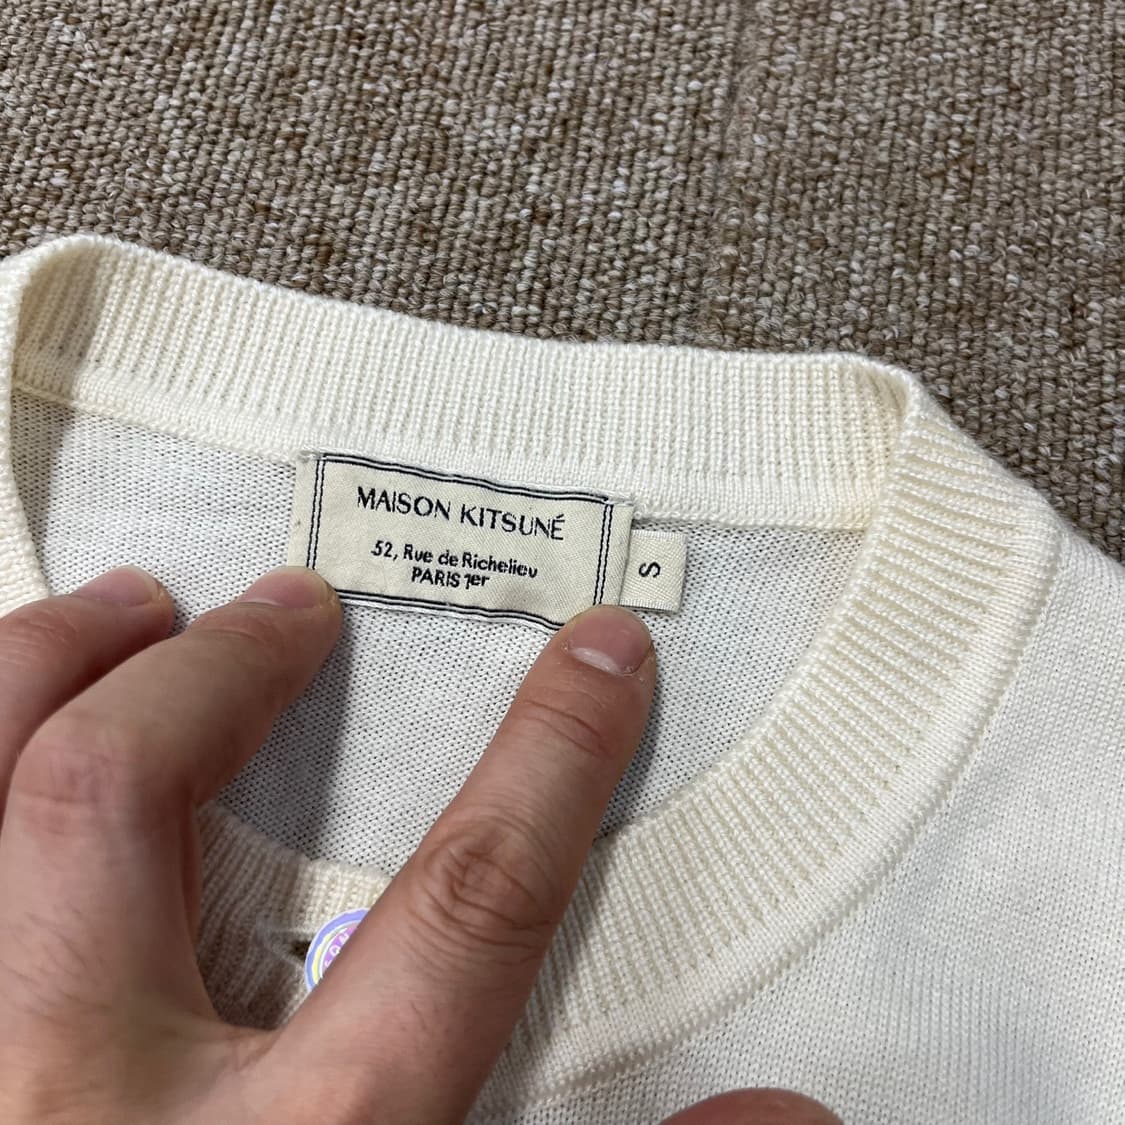 MAISON KITSUNÉ
52, Rue de Richelieu
PARIS 1er
S